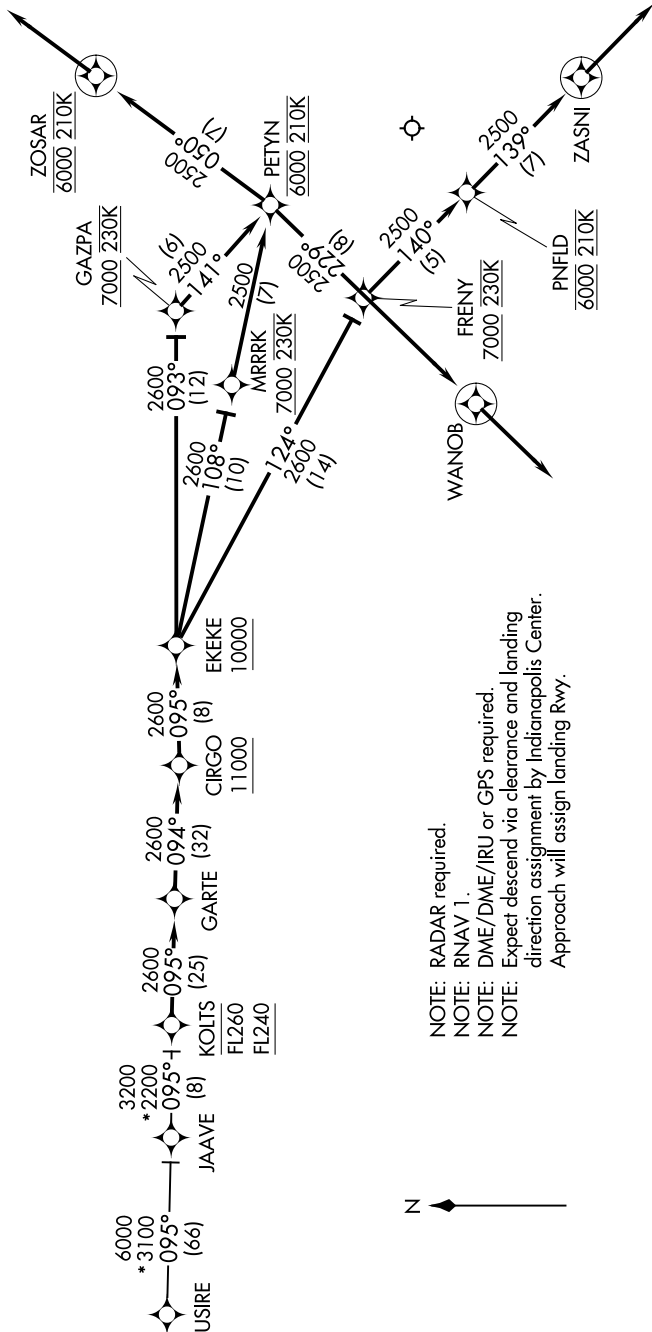 USIRE
6000
*3100
095°
(66)
JAAVE
3200
*2200
095°
(8)
KOLTS
FL260
FL240
2600
095°
(25)
GARTE
2600
094°
(32)
CIRGO
11000
2600
095°
(8)
EKEKE
10000
2600
093°
(12)
GAZPA
7000 230K
(6)
2500
141°
2600
108°
(10)
MRRRK
7000 230K
2500
(7)
124°
2600
(14)
FRENY
7000 230K
PETYN
6000 210K
2500
050°
(7)
ZOSAR
6000 210K
2500
229°
(8)
WANOB
2500
140°
(5)
PNFLD
6000 210K
2500
139°
(7)
ZASNI
N
NOTE: RADAR required.
NOTE: RNAV 1.
NOTE: DME/DME/IRU or GPS required.
NOTE: Expect descend via clearance and landing
direction assignment by Indianapolis Center.
Approach will assign landing Rwy.